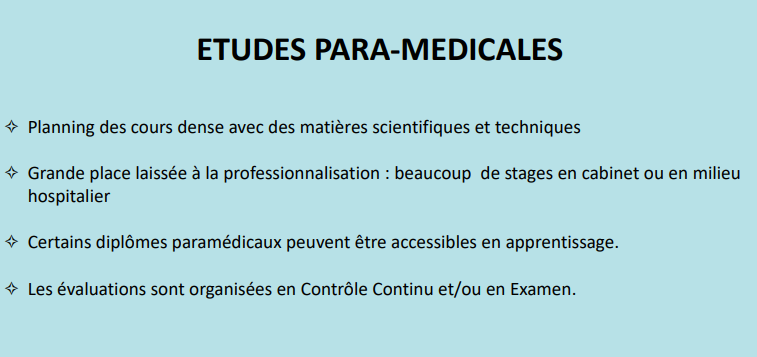 ETUDES PARA-MEDICALES
✧ Planning des cours dense avec des matières scientifiques et techniques
✧ Grande place laissée à la professionnalisation : beaucoup  de stages en cabinet ou en milieu
hospitalier
✧ Certains diplômes paramédicaux peuvent être accessibles en apprentissage.
✧ Les évaluations sont organisées en Contrôle Continu et/ou en Examen.